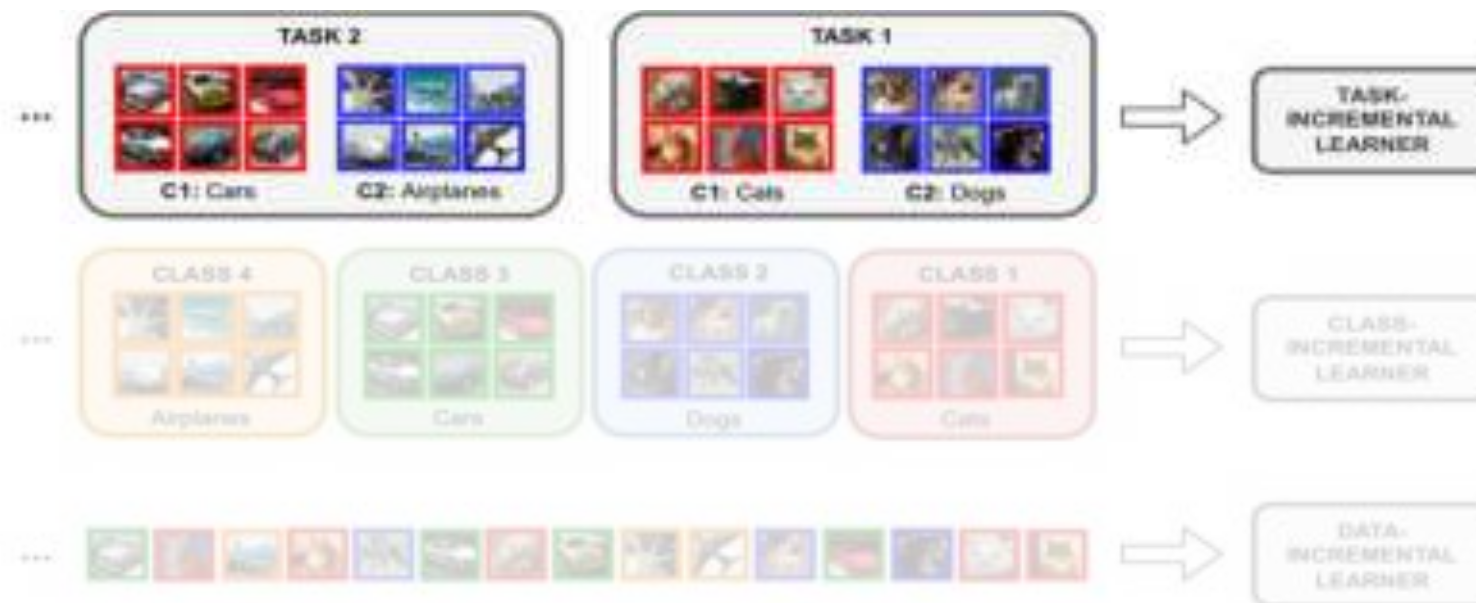 TASK 2
TASK 1
...
C1: Cars
C2: Airplanes
C1: Cats
C2: Dogs
TASK-
INCREMENTAL
LEARNER
CLASS 4
CLASS 3
CLASS 2
CLASS 1
...
Airplanes
Cars
Dogs
Cats
CLASS-
INCREMENTAL
LEARNER
...
DATA-
INCREMENTAL
LEARNER